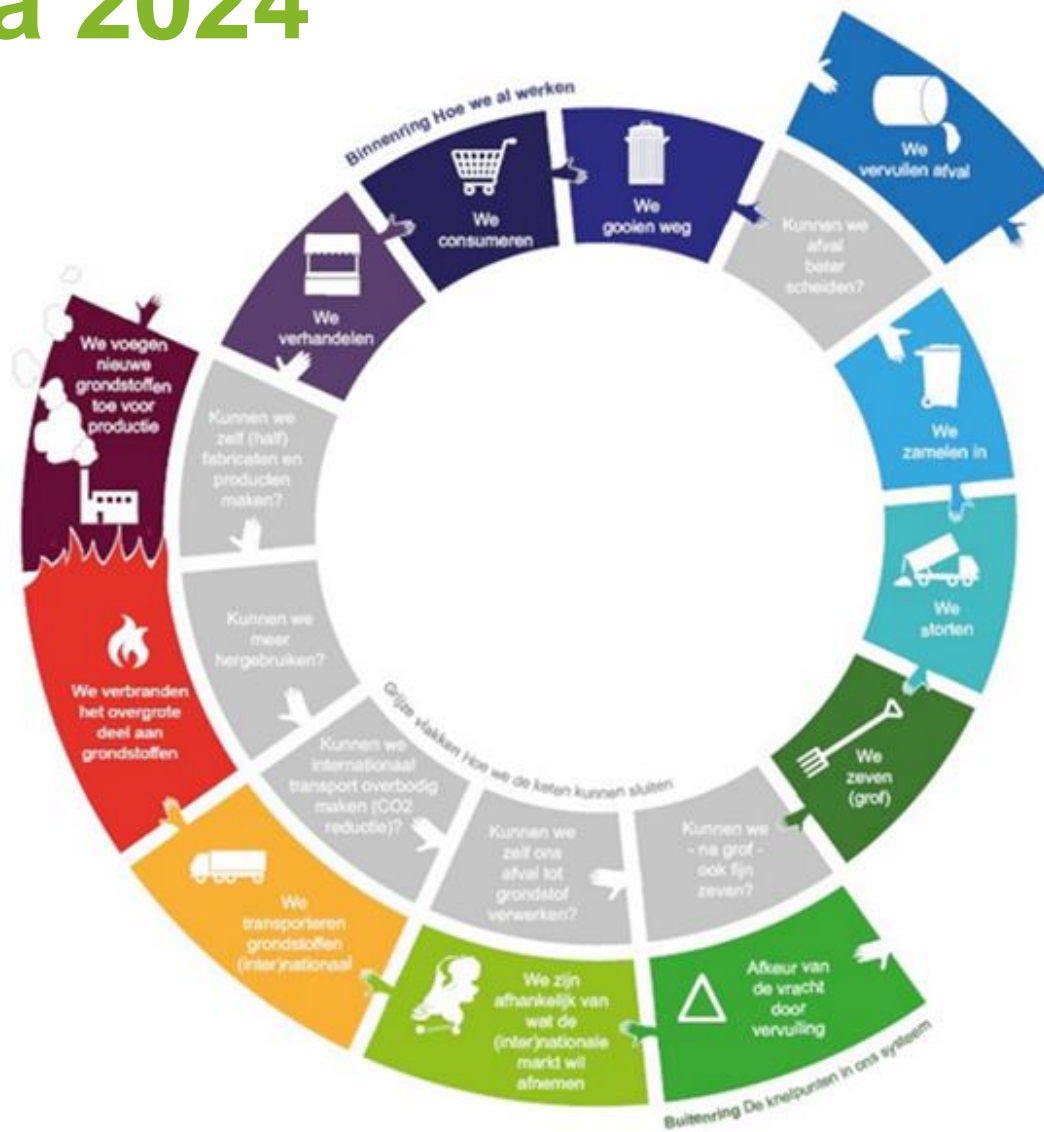 a 2024
Binnenring Hoe we al werken
We
consumeren
We
gooien weg
Kunnen we
afval
beter
scheiden?
We
vervuilen afval
We
zamelen in
We
storten
We
zeven
(grof)
Kunnen we
- na grof -
ook fijn
zeven?
Afkeur van
de vracht
door
vervuiling
Buitenring De knelpunten in ons systeem
Kunnen we
zelf ons
afval tot
grondstof
verwerken?
We zijn
afhankelijk van
wat de
(inter)nationale
markt wil
afnemen
Grijze vlakken Hoe we de keten kunnen sluiten
Kunnen we
internationaal
transport overbodig
maken (CO2
reductie)?
We
transporteren
grondstoffen
(inter)nationaal
Kunnen we
meer
hergebruiken?
We verbranden
het overgrote
deel aan
grondstoffen
Kunnen we
zelf (half)
fabricaten en
producten
maken?
We voegen
nieuwe
grondstoffen
toe voor
productie
We
verhandelen